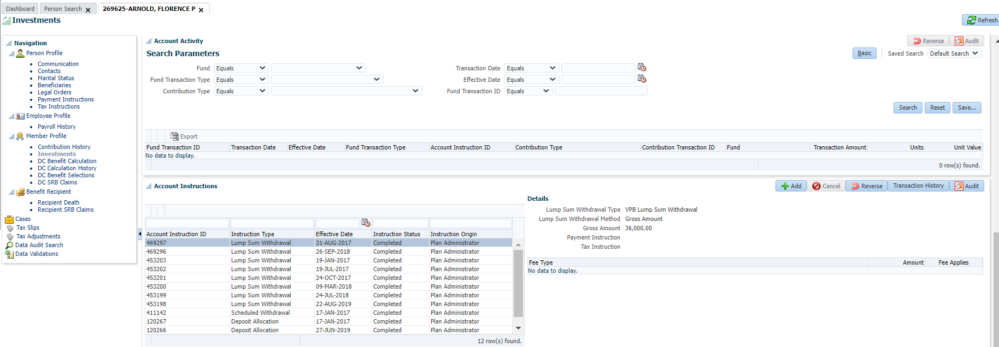 Dashboard Person Search 269625-ARNOLD, FLORENCE P
Investments Refresh
Navigation
Person Profile
Communication
Contacts
Marital Status
Beneficiaries
Legal Orders
Payment Instructions
Tax Instructions
Employee Profile
Payroll History
Member Profile
Contribution History
Investments
DC Benefit Calculation
DC Calculation History
DC Benefit Selections
DC SRB Claims
Benefit Recipient
Recipient Death
Recipient SRB Claims
Cases
Tax Slips
Tax Adjustments
Data Audit Search
Data Validations
Account Activity Reverse Audit
Search Parameters Basic Saved Search Default Search
Fund Equals Transaction Date Equals
Fund Transaction Type Equals Effective Date Equals
Contribution Type Equals Fund Transaction ID Equals
Search Reset Save...
Export
Fund Transaction ID Transaction Date Effective Date Fund Transaction Type Account Instruction ID Contribution Type Contribution Transaction ID Fund Transaction Amount Units Unit Value
No data to display.
0 row(s) found.
Account Instructions Add Cancel Reverse Transaction History Audit
Account Instruction ID Instruction Type Effective Date Instruction Status Instruction Origin
469297 Lump Sum Withdrawal 31-AUG-2017 Completed Plan Administrator
469296 Lump Sum Withdrawal 26-SEP-2018 Completed Plan Administrator
453203 Lump Sum Withdrawal 19-JAN-2017 Completed Plan Administrator
453202 Lump Sum Withdrawal 19-JUL-2017 Completed Plan Administrator
453201 Lump Sum Withdrawal 24-OCT-2017 Completed Plan Administrator
453200 Lump Sum Withdrawal 09-MAR-2018 Completed Plan Administrator
453199 Lump Sum Withdrawal 24-JUL-2018 Completed Plan Administrator
453198 Lump Sum Withdrawal 22-AUG-2019 Completed Plan Administrator
411142 Scheduled Withdrawal 17-JAN-2017 Completed Plan Administrator
120267 Deposit Allocation 17-JAN-2017 Completed Plan Administrator
120266 Deposit Allocation 27-JUN-2019 Completed Plan Administrator
12 row(s) found.
Details
Lump Sum Withdrawal Type VPB Lump Sum Withdrawal
Lump Sum Withdrawal Method Gross Amount
Gross Amount 36,000.00
Payment Instruction
Tax Instruction
Fee Type Amount Fee Applies
No data to display.